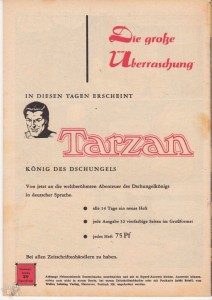 Die große
Überraschung
IN DIESEN TAGEN ERSCHEINT
Tarzan
KÖNIG DES DSCHUNGELS
Von jetzt an die weltberühmten Abenteuer des Dschungelkönigs
in deutscher Sprache
alle 14 Tage ein neues Heft
jede Ausgabe 32 vierfarbige Seiten im Großformat
jedes Heft 75 Pf
Bei allen Zeitschriftenhändlern zu haben.